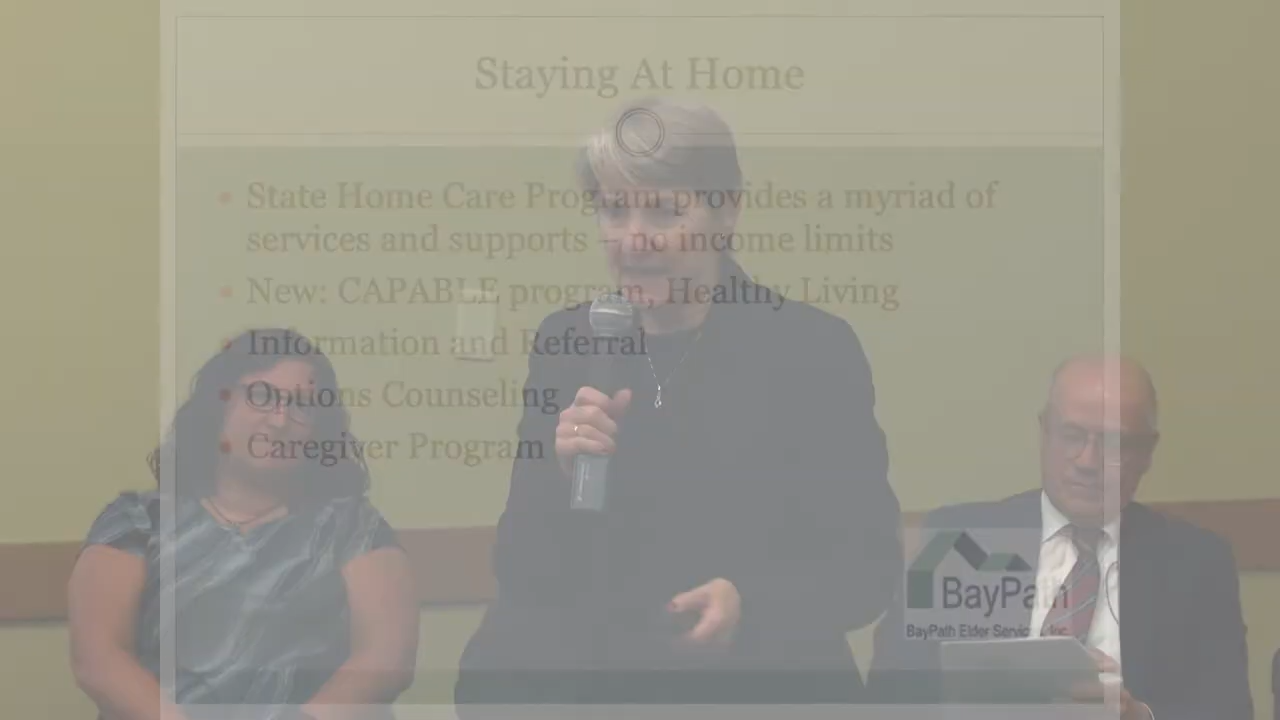 Staying At Home
• State Home Care Program provides a myriad of
services and supports – no income limits
• New: CAPABLE program, Healthy Living
• Information and Referral
• Options Counseling
• Caregiver Program
BayPath
BayPath Elder Services, Inc.